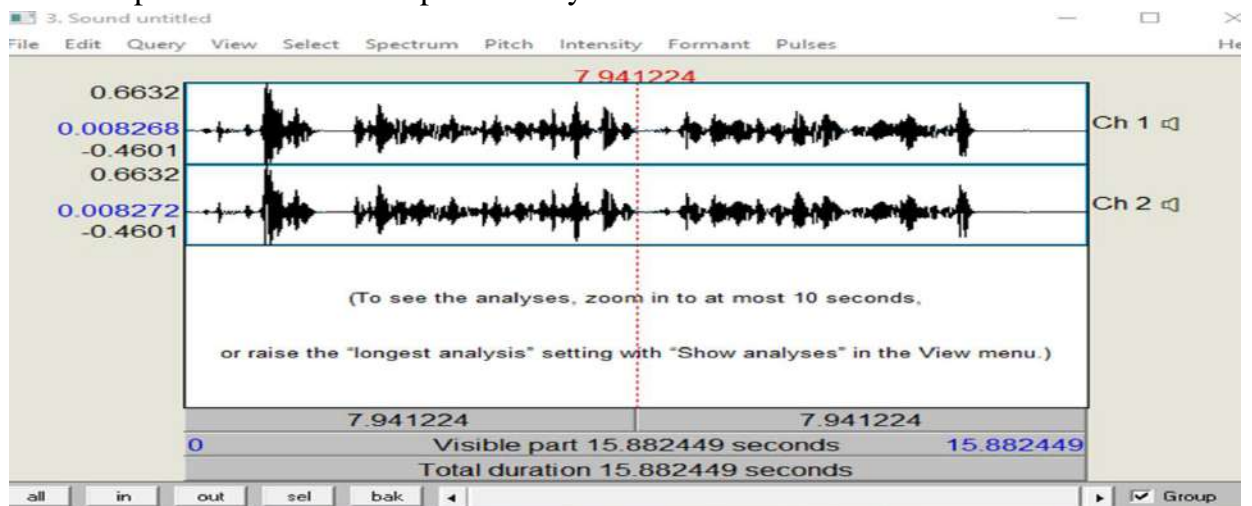 3. Sound untitled
File Edit Query View Select Spectrum Pitch Intensity Formant Pulses He
7.941224
0.6632
0.008268
-0.4601
Ch 1
0.6632
0.008272
-0.4601
Ch 2
(To see the analyses, zoom in to at most 10 seconds,
or raise the "longest analysis" setting with "Show analyses" in the View menu.)
7.941224 7.941224
0 Visible part 15.882449 seconds 15.882449
Total duration 15.882449 seconds
all in out sel bak Group